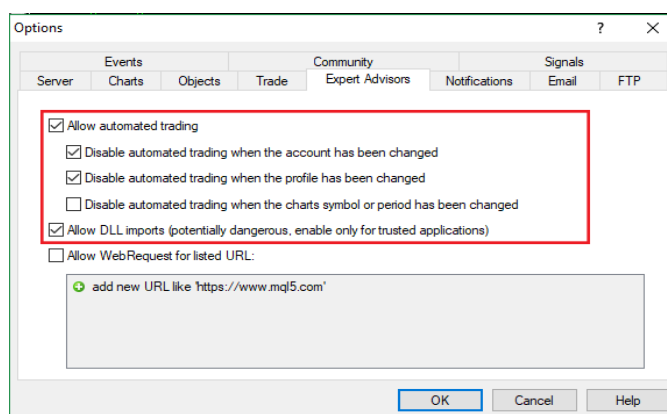 Options
?
Events Community Signals
Server Charts Objects Trade Expert Advisors Notifications Email FTP
Allow automated trading
Disable automated trading when the account has been changed
Disable automated trading when the profile has been changed
Disable automated trading when the charts symbol or period has been changed
Allow DLL imports (potentially dangerous, enable only for trusted applications)
Allow WebRequest for listed URL:
add new URL like 'https://www.mql5.com'
OK Cancel Help